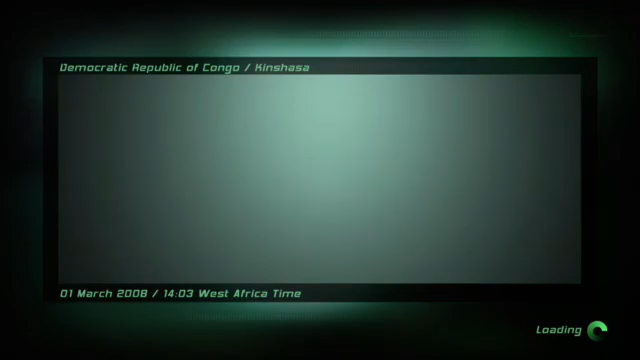 Democratic Republic of Congo / Kinshasa
01 March 2008 / 14:03 West Africa Time
Loading